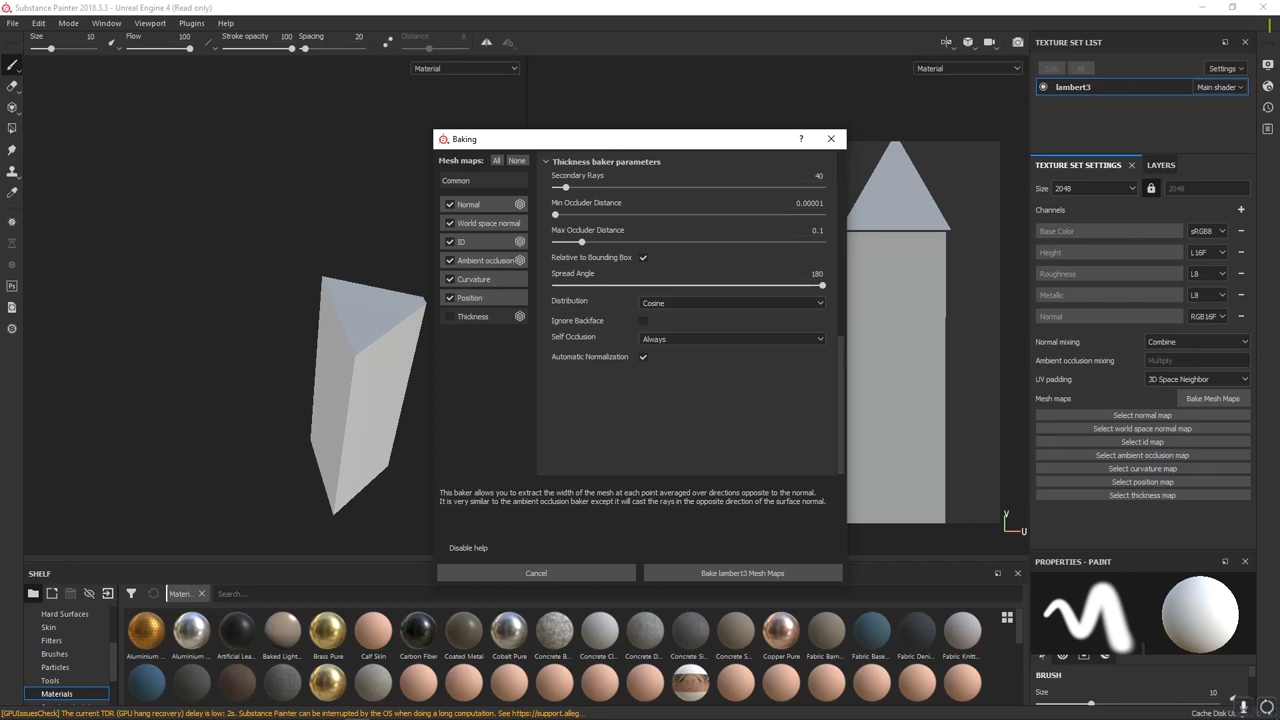 Substance Painter 2018.3.3 - Unreal Engine 4 (Read only)
File Edit Mode Window Viewport Plugins Help
Size 10 Flow 100 Stroke opacity 100 Spacing 20 Distance 8
Material
Material
TEXTURE SET LIST
Solo All Settings
lambert3 Main shader
Baking ?
Mesh maps: All None
Common
Normal
World space normal
ID
Ambient occlusion
Curvature
Position
Thickness
Thickness baker parameters
Secondary Rays 40
Min Occluder Distance 0.00001
Max Occluder Distance 0.1
Relative to Bounding Box
Spread Angle 180
Distribution Cosine
Ignore Backface
Self Occlusion Always
Automatic Normalization
This baker allows you to extract the width of the mesh at each point averaged over directions opposite to the normal.
It is very similar to the ambient occlusion baker except it will cast the rays in the opposite direction of the surface normal.
Disable help
Cancel Bake lambert3 Mesh Maps
V
U
TEXTURE SET SETTINGS LAYERS
Size 2048 2048
Channels
Base Color sRGB8
Height L16F
Roughness L8
Metallic L8
Normal RGB16F
Normal mixing Combine
Ambient occlusion mixing Multiply
UV padding 3D Space Neighbor
Mesh maps Bake Mesh Maps
Select normal map
Select world space normal map
Select id map
Select ambient occlusion map
Select curvature map
Select position map
Select thickness map
PROPERTIES - PAINT
BRUSH
Size 10
SHELF
Materi... Search...
Hard Surfaces
Skin
Filters
Brushes
Particles
Tools
Materials
Aluminium ... Aluminium ... Artificial Lea... Baked Light... Brass Pure Calf Skin Carbon Fiber Coated Metal Cobalt Pure Concrete B... Concrete Cl... Concrete D... Concrete Si... Concrete S... Copper Pure Fabric Bam... Fabric Base... Fabric Deni... Fabric Knitt...
[GPUIssuesCheck] The current TDR (GPU hang recovery) delay is low: 2s. Substance Painter can be interrupted by the OS when doing a long computation. See https://support.alleg...
Cache Disk Us